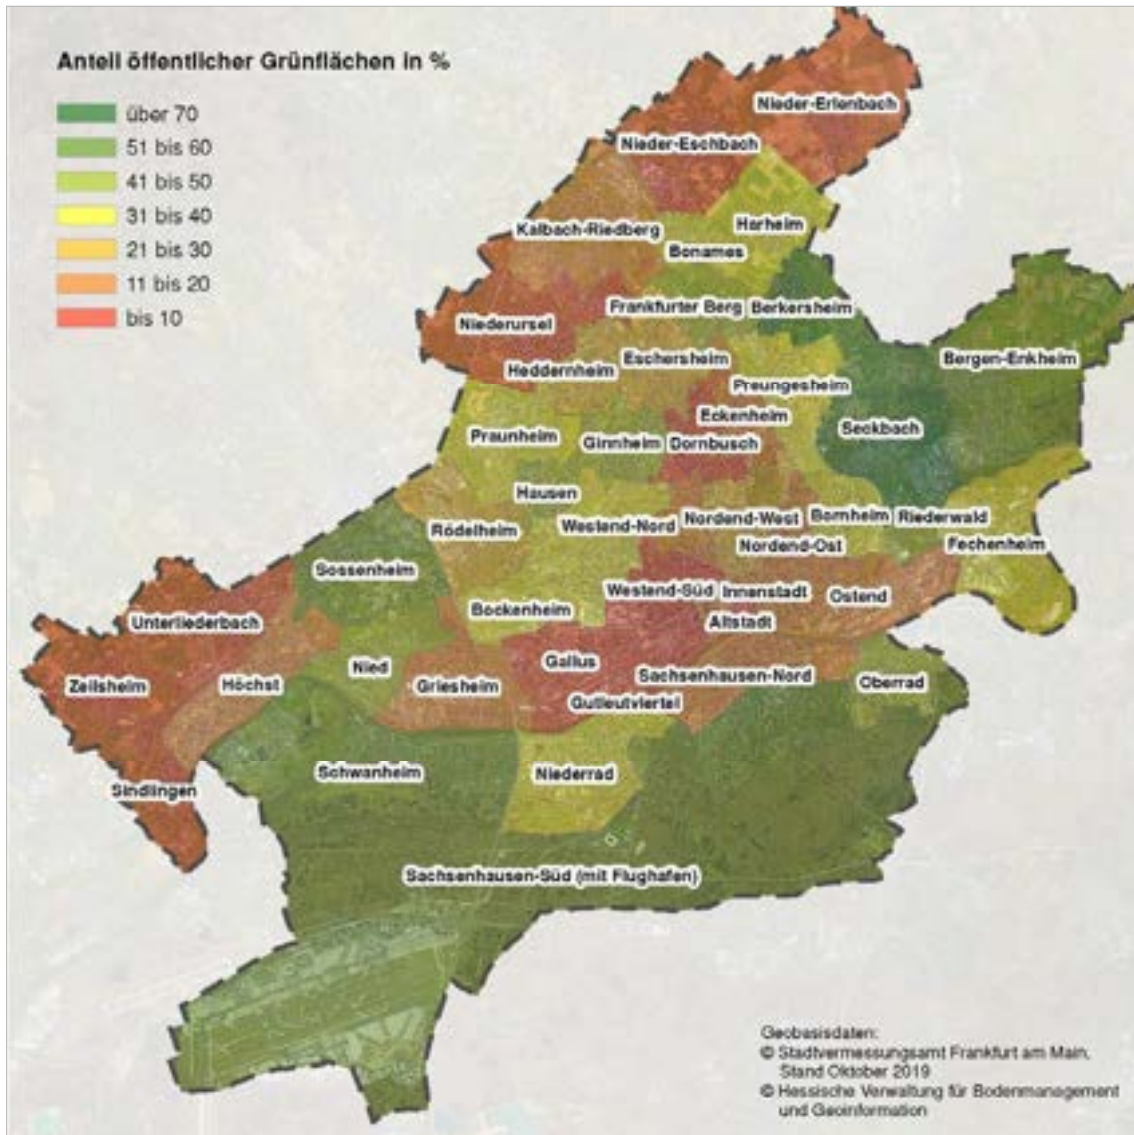 Anteil öffentlicher Grünflächen in %
über 70
51 bis 60
41 bis 50
31 bis 40
21 bis 30
11 bis 20
bis 10
Nieder-Erlenbach
Nieder-Eschbach
Harheim
Kalbach-Riedberg
Bonames
Frankfurter Berg
Berkersheim
Niederursel
Eschersheim
Bergen-Enkheim
Heddernheim
Preungesheim
Eckenheim
Seckbach
Praunheim
Ginnheim
Dornbusch
Hausen
Rödelheim
Westend-Nord
Nordend-West
Bornheim
Riederwald
Nordend-Ost
Fechenheim
Sossenheim
Westend-Süd
Innenstadt
Ostend
Bockenheim
Unterliederbach
Altstadt
Nied
Gallus
Zeilsheim
Höchst
Griesheim
Sachsenhausen-Nord
Oberrad
Gutleutviertel
Schwanheim
Niederrad
Sindlingen
Sachsenhausen-Süd (mit Flughafen)
Geobasisdaten:
© Stadtvermessungsamt Frankfurt am Main,
Stand Oktober 2019
© Hessische Verwaltung für Bodenmanagement
und Geoinformation